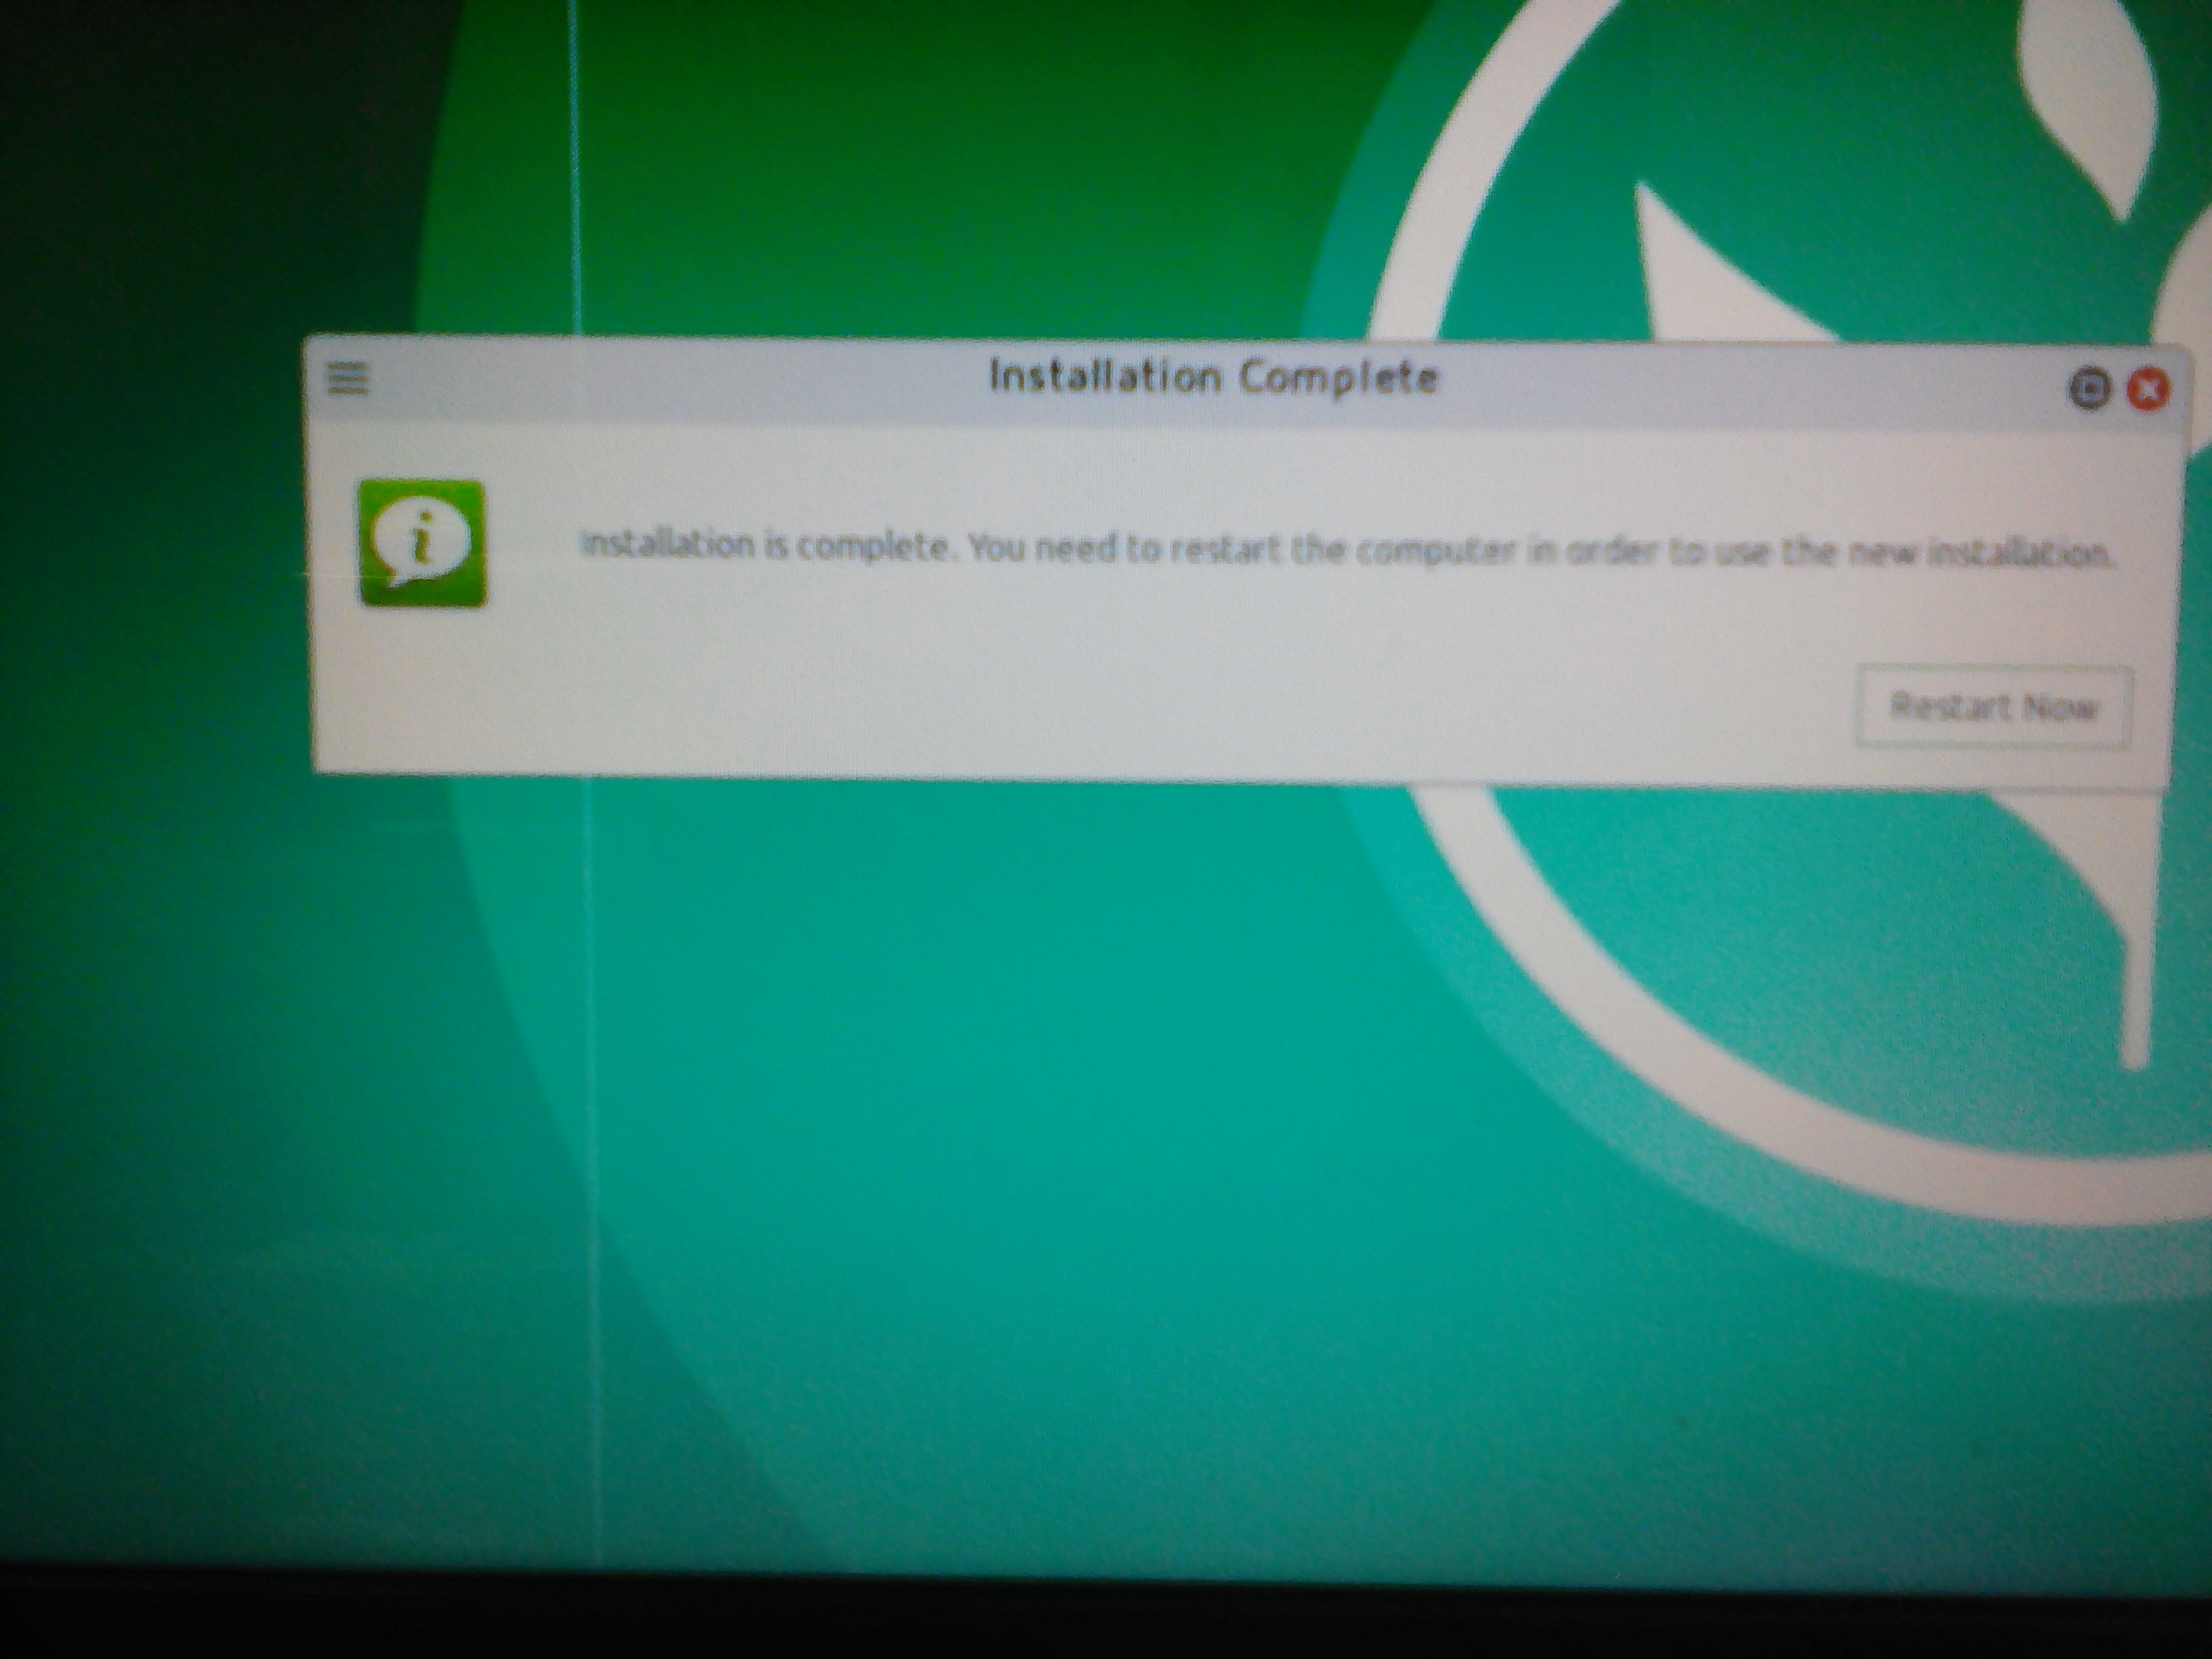 Installation Complete
Installation is complete. You need to restart the computer in order to use the new installation.
Restart Now